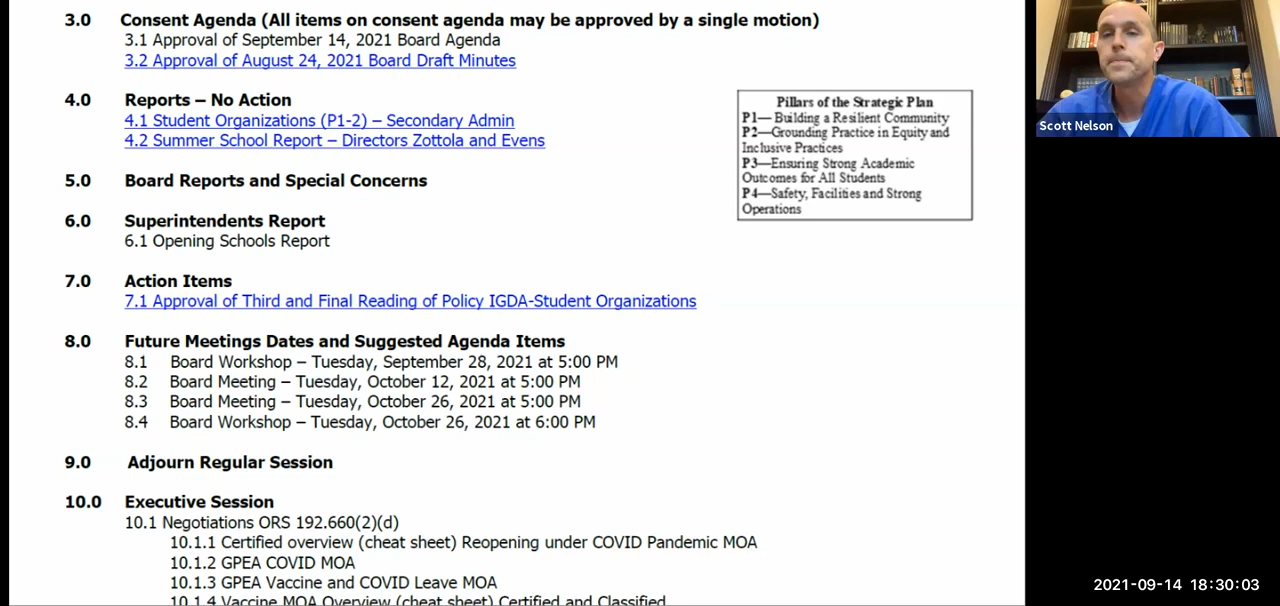 3.0 Consent Agenda (All items on consent agenda may be approved by a single motion)
3.1 Approval of September 14, 2021 Board Agenda
3.2 Approval of August 24, 2021 Board Draft Minutes
4.0 Reports – No Action
4.1 Student Organizations (P1-2) – Secondary Admin
4.2 Summer School Report – Directors Zottola and Evens
Pillars of the Strategic Plan
P1— Building a Resilient Community
P2—Grounding Practice in Equity and
Inclusive Practices
P3—Ensuring Strong Academic
Outcomes for All Students
P4—Safety, Facilities and Strong
Operations
5.0 Board Reports and Special Concerns
6.0 Superintendents Report
6.1 Opening Schools Report
7.0 Action Items
7.1 Approval of Third and Final Reading of Policy IGDA-Student Organizations
8.0 Future Meetings Dates and Suggested Agenda Items
8.1 Board Workshop – Tuesday, September 28, 2021 at 5:00 PM
8.2 Board Meeting – Tuesday, October 12, 2021 at 5:00 PM
8.3 Board Meeting – Tuesday, October 26, 2021 at 5:00 PM
8.4 Board Workshop – Tuesday, October 26, 2021 at 6:00 PM
9.0 Adjourn Regular Session
10.0 Executive Session
10.1 Negotiations ORS 192.660(2)(d)
10.1.1 Certified overview (cheat sheet) Reopening under COVID Pandemic MOA
10.1.2 GPEA COVID MOA
10.1.3 GPEA Vaccine and COVID Leave MOA
10.1.4 Vaccine MOA Overview (cheat sheet) Certified and Classified
Scott Nelson
2021-09-14 18:30:03